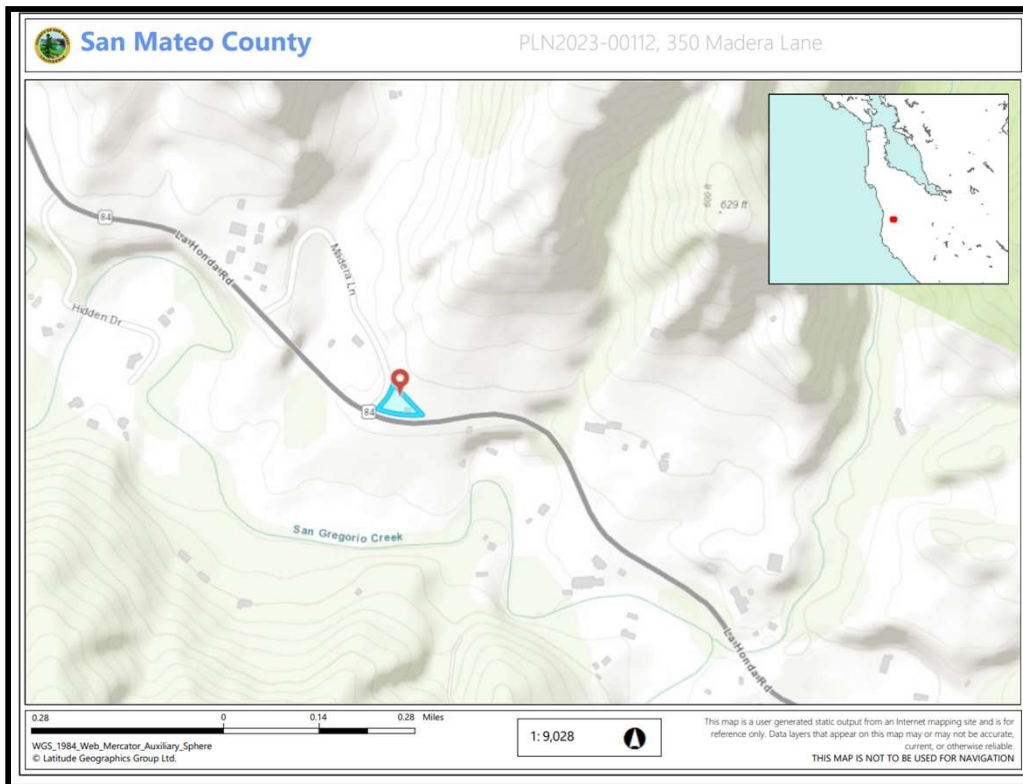 San Mateo County
PLN2023-00112, 350 Madera Lane
600 ft
629 ft
84
La Honda Rd
Madera Ln
Hidden Dr
84
San Gregorio Creek
La Honda Rd
0.28
0
0.14
0.28 Miles
WGS_1984_Web_Mercator_Auxiliary_Sphere
© Latitude Geographics Group Ltd.
1: 9,028
This map is a user generated static output from an Internet mapping site and is for
reference only. Data layers that appear on this map may or may not be accurate,
current, or otherwise reliable.
THIS MAP IS NOT TO BE USED FOR NAVIGATION